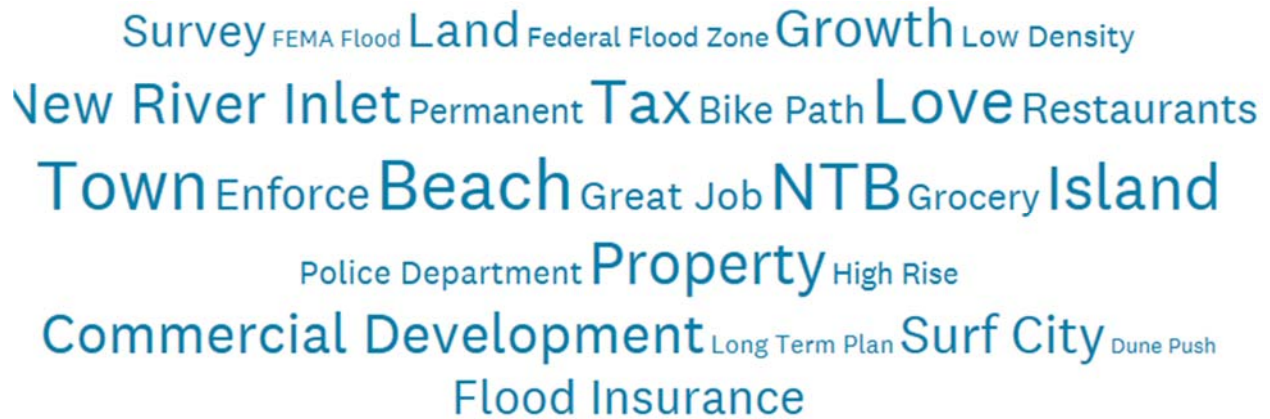 Survey FEMA Flood Land Federal Flood Zone Growth Low Density
New River Inlet Permanent Tax Bike Path Love Restaurants
Town Enforce Beach Great Job NTB Grocery Island
Police Department Property High Rise
Commercial Development Long Term Plan Surf City Dune Push
Flood Insurance